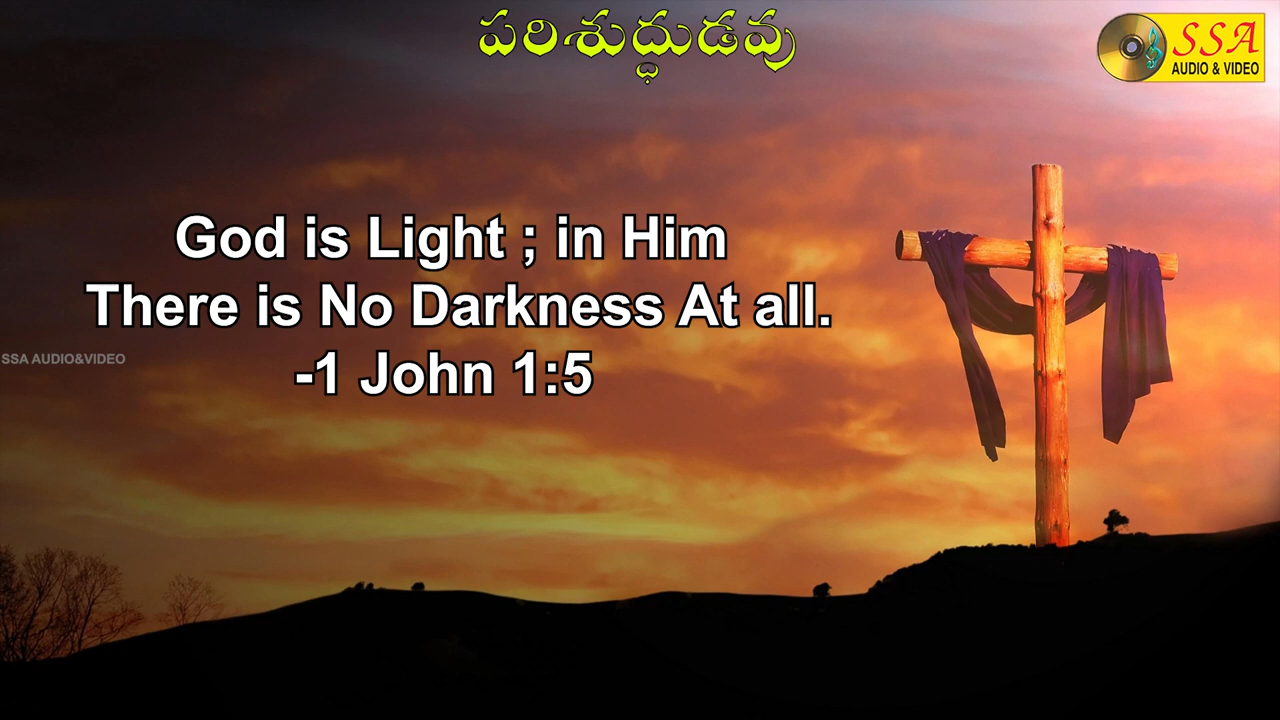 పరిశుద్ధుడవు
SSA
AUDIO & VIDEO
God is Light ; in Him
There is No Darkness At all.
-1 John 1:5
SSA AUDIO&VIDEO